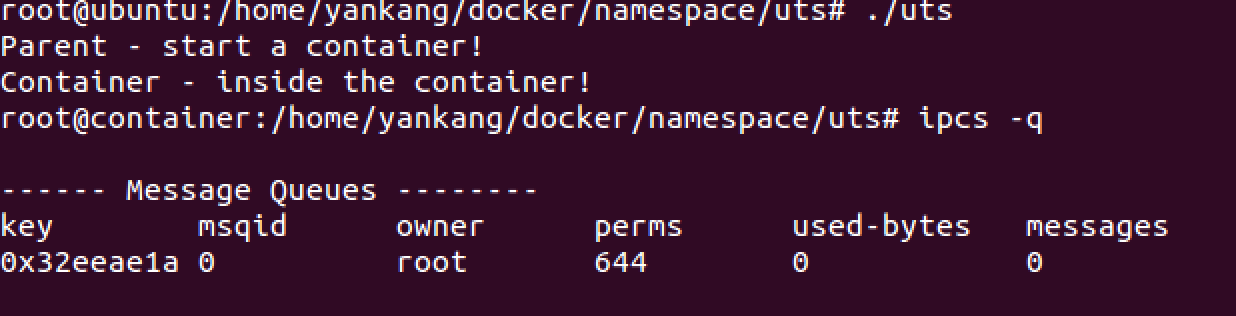 root@ubuntu:/home/yankang/docker/namespace/uts# ./uts
Parent - start a container!
Container - inside the container!
root@container:/home/yankang/docker/namespace/uts# ipcs -q
------ Message Queues --------
key        msqid      owner      perms      used-bytes   messages
0x32eeae1a 0          root       644        0            0